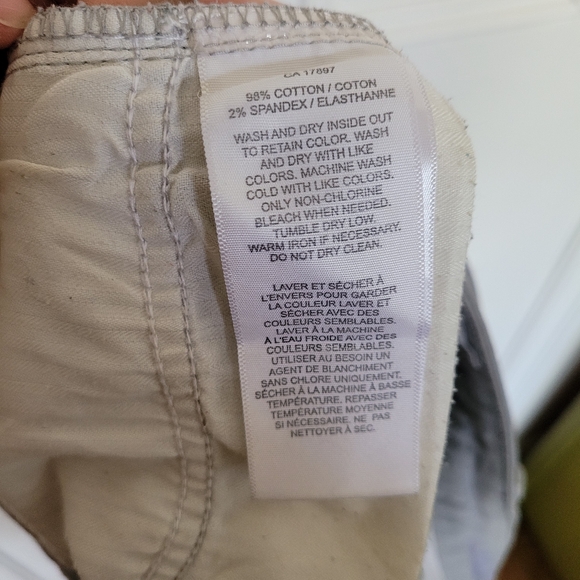 CA 17897
98% COTTON / COTON
2% SPANDEX / ELASTHANNE
WASH AND DRY INSIDE OUT
TO RETAIN COLOR. WASH
AND DRY WITH LIKE
COLORS. MACHINE WASH
COLD WITH LIKE COLORS.
ONLY NON-CHLORINE
BLEACH WHEN NEEDED.
TUMBLE DRY LOW.
WARM IRON IF NECESSARY.
DO NOT DRY CLEAN.
LAVER ET SÉCHER À
L'ENVERS POUR GARDER
LA COULEUR LAVER ET
SÉCHER AVEC DES
COULEURS SEMBLABLES.
LAVER À LA MACHINE
À L'EAU FROIDE AVEC DES
COULEURS SEMBLABLES.
UTILISER AU BESOIN UN
AGENT DE BLANCHIMENT
SANS CHLORE UNIQUEMENT.
SÉCHER À LA MACHINE À BASSE
TEMPÉRATURE. REPASSER
TEMPÉRATURE MOYENNE
SI NÉCESSAIRE. NE PAS
NETTOYER À SEC.